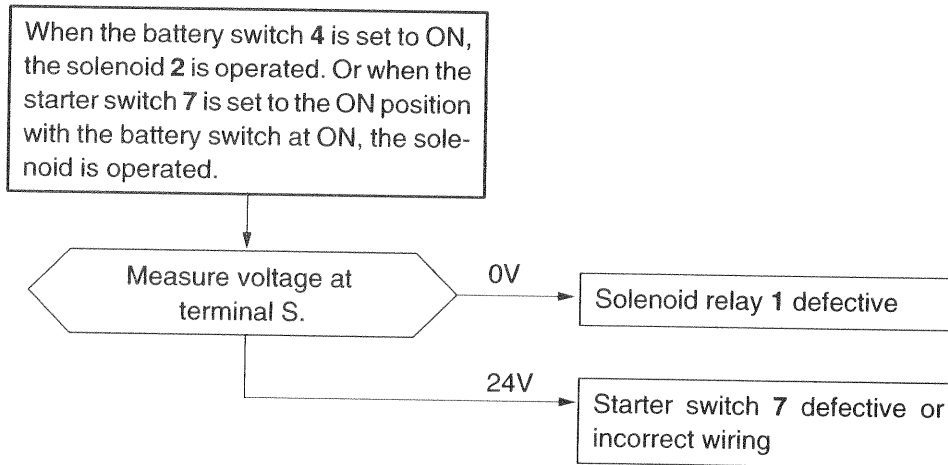 When the battery switch 4 is set to ON,
the solenoid 2 is operated. Or when the
starter switch 7 is set to the ON position
with the battery switch at ON, the sole-
noid is operated.
Measure voltage at
terminal S.
0V
Solenoid relay 1 defective
24V
Starter switch 7 defective or
incorrect wiring